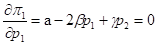 ∂π₁/∂p₁ = a − 2βp₁ + γp₂ = 0